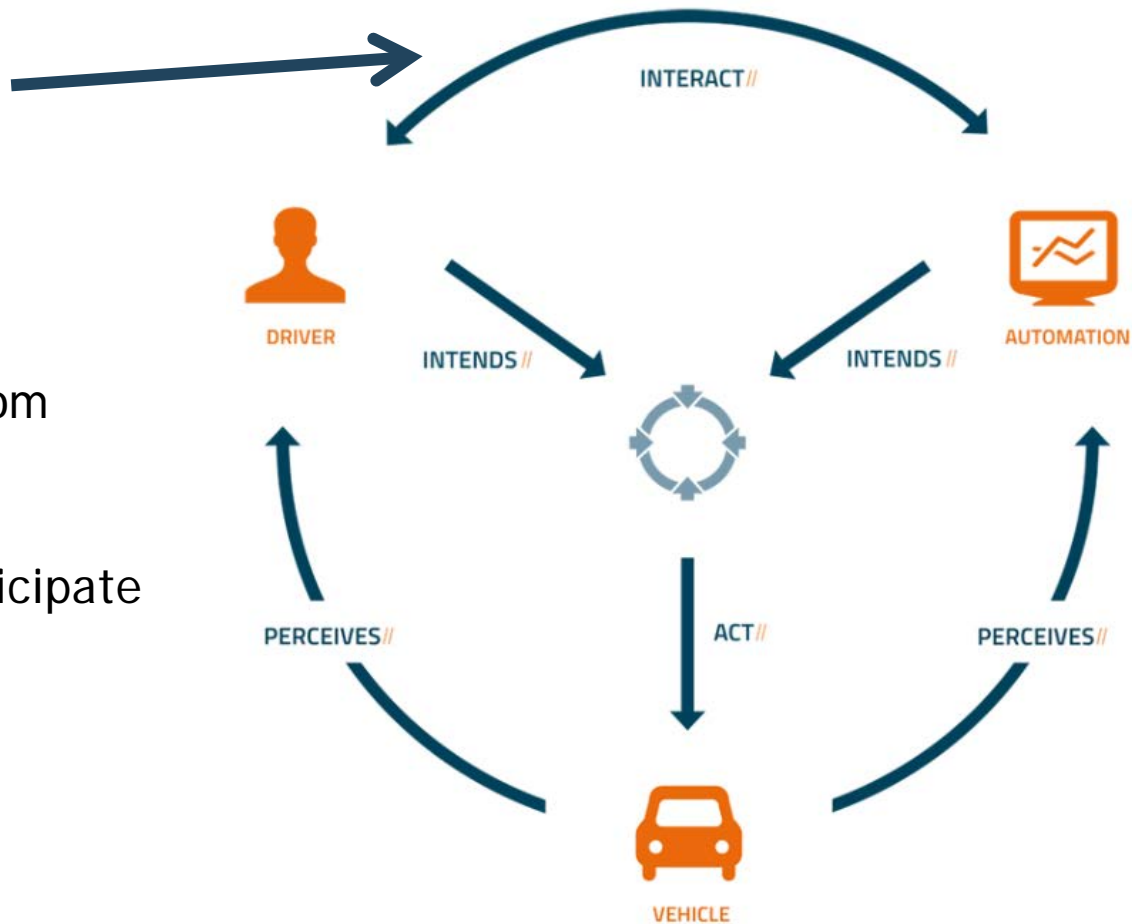 INTERACT//
DRIVER
AUTOMATION
INTENDS//
INTENDS//
om
icipate
PERCEIVES//
ACT//
PERCEIVES//
VEHICLE